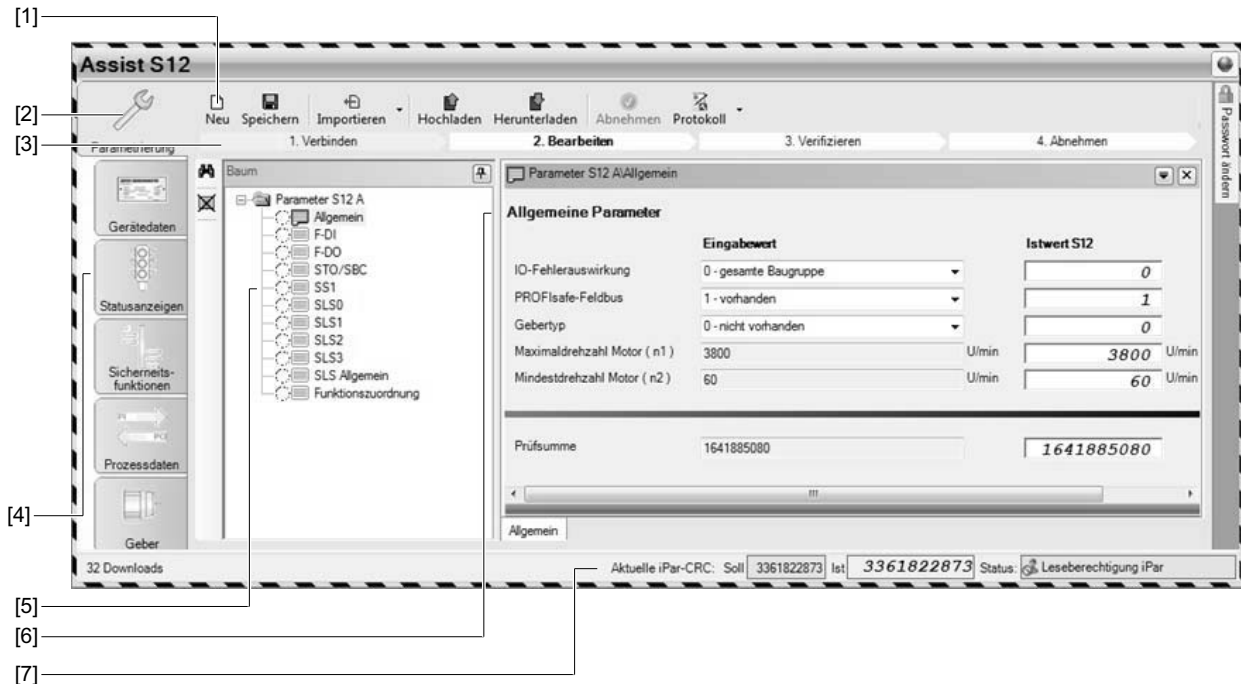 [1]
Assist S12
[2]
Neu Speichern Importieren Hochladen Herunterladen Abnehmen Protokoll
Passwort ändern
[3]
Parametrierung
1. Verbinden 2. Bearbeiten 3. Verifizieren 4. Abnehmen
Baum
Parameter S12 A\Allgemein
Parameter S12 A
Allgemein
F-DI
F-DO
STO/SBC
SS1
SLS0
SLS1
SLS2
SLS3
SLS Allgemein
Funktionszuordnung
Gerätedaten
[4]
Statusanzeigen
Sicherheits-
funktionen
PI
PO
Prozessdaten
Geber
Allgemeine Parameter
Eingabewert Istwert S12
IO-Fehlerauswirkung 0 - gesamte Baugruppe 0
PROFIsafe-Feldbus 1 - vorhanden 1
Gebertyp 0 - nicht vorhanden 0
Maximaldrehzahl Motor ( n1 ) 3800 U/min 3800 U/min
Mindestdrehzahl Motor ( n2 ) 60 U/min 60 U/min
Prüfsumme 1641885080 1641885080
Allgemein
32 Downloads
Aktuelle iPar-CRC: Soll 3361822873 Ist 3361822873 Status: Leseberechtigung iPar
[5]
[6]
[7]